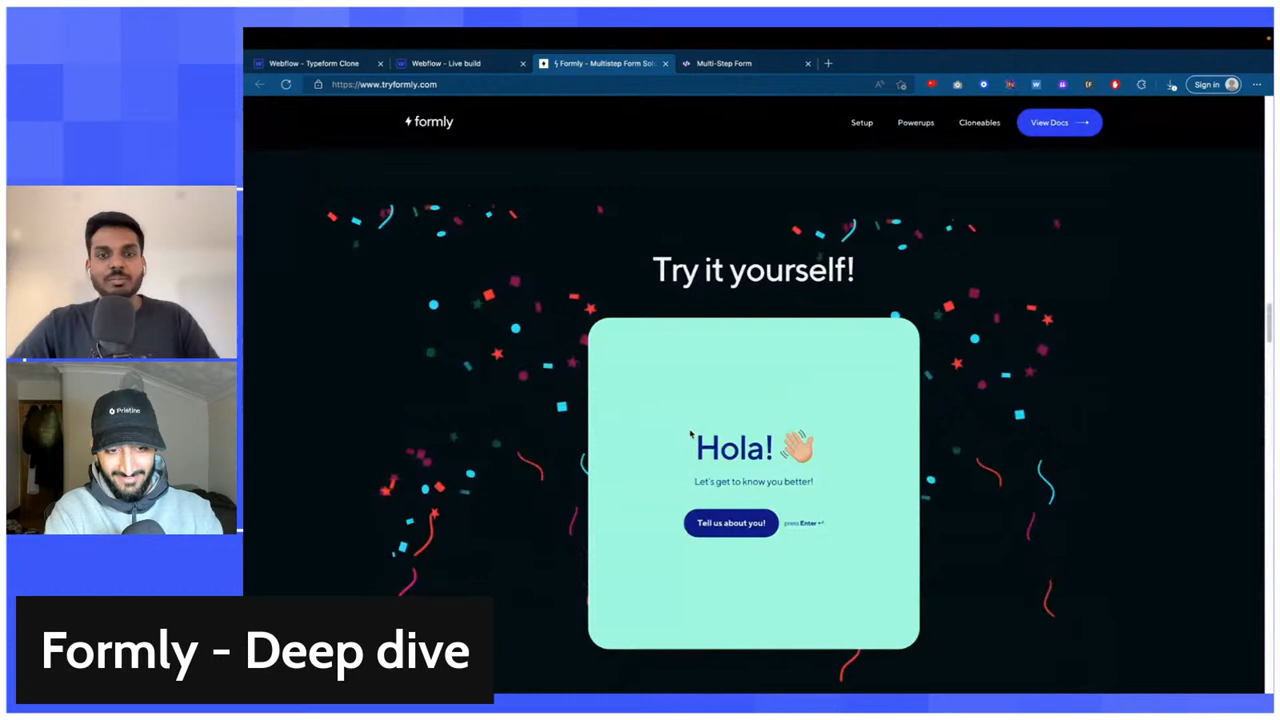 Webflow - Typeform Clone
Webflow - Live build
Formly - Multistep Form Solu
Multi-Step Form
https://www.tryformly.com
Sign in
formly
Setup
Powerups
Cloneables
View Docs
Try it yourself!
Hola!
Let's get to know you better!
Tell us about you!
press Enter
Pristine
Formly - Deep dive